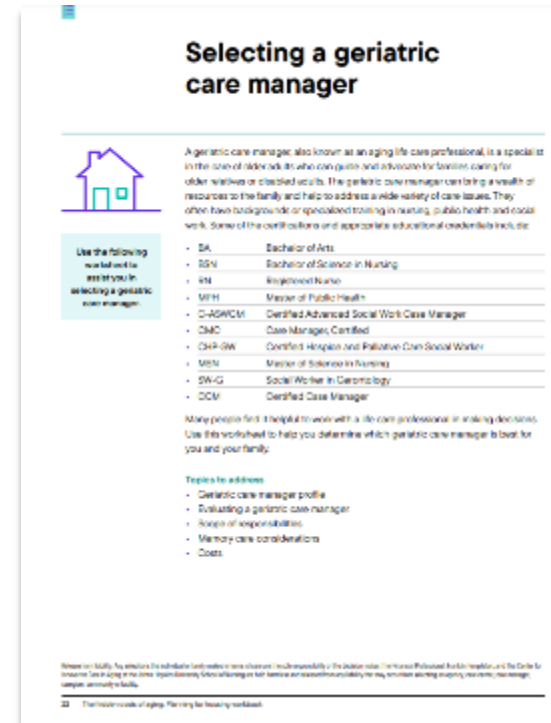 Selecting a geriatric
care manager
A geriatric care manager, also known as an aging life care professional, is a specialist
in the care of older adults who can guide and advocate for families caring for
older relatives or disabled adults. The geriatric care manager can bring a wealth of
resources to the family and help to address a wide variety of care issues. They
often have backgrounds or specialized training in nursing, public health and social
work. Some of the certifications and appropriate educational credentials include:
Use the following
worksheet to
assist you in
selecting a geriatric
care manager.
• BA Bachelor of Arts
• BSN Bachelor of Science in Nursing
• RN Registered Nurse
• MPH Master of Public Health
• C-ASWCM Certified Advanced Social Work Case Manager
• CMC Care Manager, Certified
• CHP-SW Certified Hospice and Palliative Care Social Worker
• MSN Master of Science in Nursing
• SW-G Social Worker in Gerontology
• CCM Certified Case Manager
Many people find it helpful to work with a life care professional in making decisions.
Use this worksheet to help you determine which geriatric care manager is best for
you and your family.
Topics to address
• Geriatric care manager profile
• Evaluating a geriatric care manager
• Scope of responsibilities
• Memory care considerations
• Costs
The hidden costs of aging: Planning for housing workbook